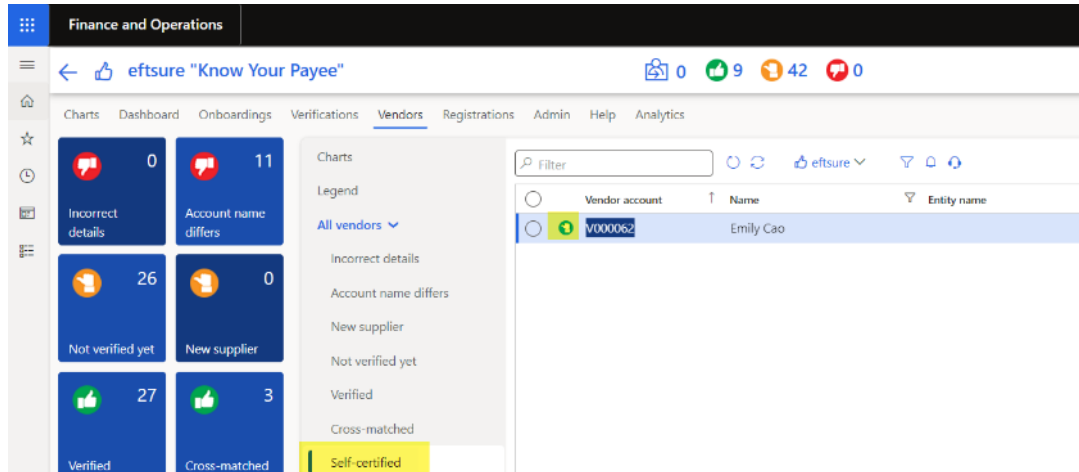 Finance and Operations
eftsure "Know Your Payee"
0 9 42 0
Charts Dashboard Onboardings Verifications Vendors Registrations Admin Help Analytics
0
Incorrect details
11
Account name differs
26
Not verified yet
0
New supplier
27
Verified
3
Cross-matched
Charts
Legend
All vendors
Incorrect details
Account name differs
New supplier
Not verified yet
Verified
Cross-matched
Self-certified
Filter
eftsure
Vendor account Name Entity name
V000062 Emily Cao